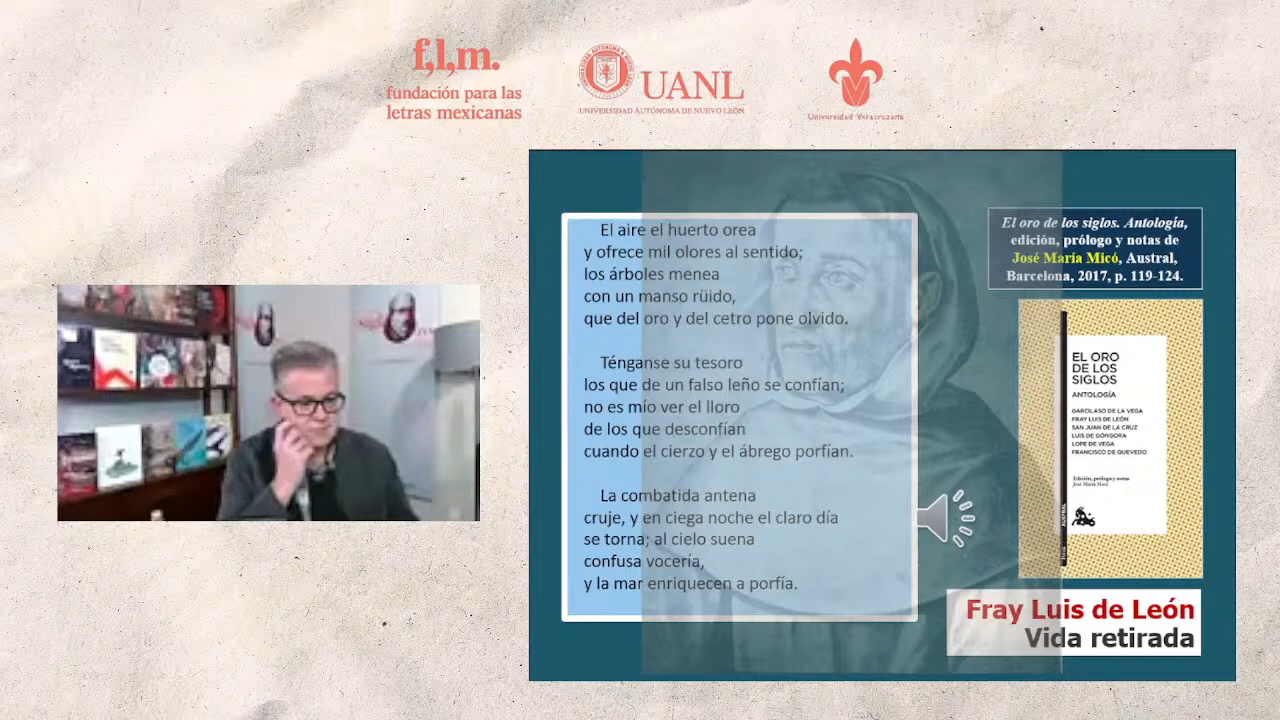 f,l,m.
fundación para las
letras mexicanas
UANL
UNIVERSIDAD AUTÓNOMA DE NUEVO LEÓN
Universidad Veracruzana
El aire el huerto orea
y ofrece mil olores al sentido;
los árboles menea
con un manso rüido,
que del oro y del cetro pone olvido.
Ténganse su tesoro
los que de un falso leño se confían;
no es mío ver el lloro
de los que desconfían
cuando el cierzo y el ábrego porfían.
La combatida antena
cruje, y en ciega noche el claro día
se torna; al cielo suena
confusa vocería,
y la mar enriquecen a porfía.
El oro de los siglos. Antología,
edición, prólogo y notas de
José María Micó, Austral,
Barcelona, 2017, p. 119-124.
EL ORO
DE LOS
SIGLOS
ANTOLOGÍA
GARCILASO DE LA VEGA
FRAY LUIS DE LEÓN
SAN JUAN DE LA CRUZ
LUIS DE GÓNGORA
LOPE DE VEGA
FRANCISCO DE QUEVEDO
Edición, prólogo y notas
José María Micó
AUSTRAL
Fray Luis de León
Vida retirada